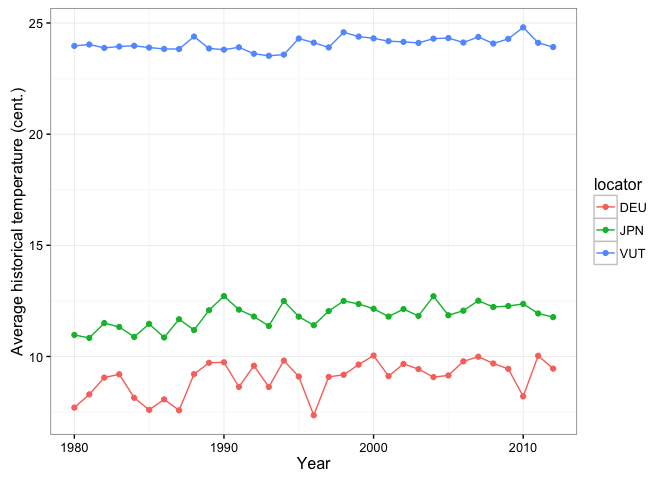 Average historical temperature (cent.)
25
20
15
10
1980
1990
2000
2010
Year
locator
DEU
JPN
VUT